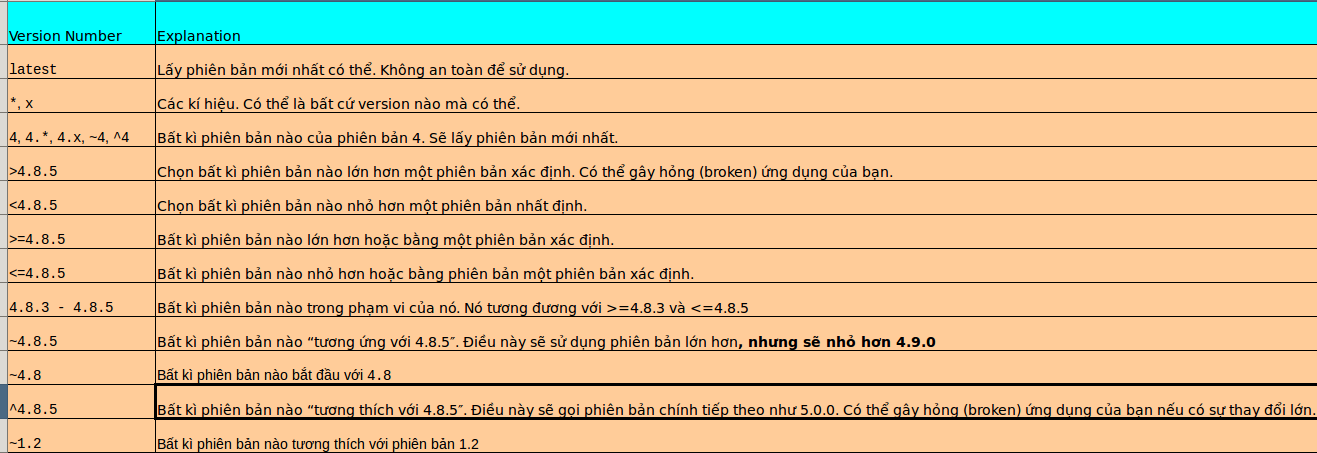 Version Number Explanation
latest Lấy phiên bản mới nhất có thể. Không an toàn để sử dụng.
*, x Các kí hiệu. Có thể là bất cứ version nào mà có thể.
4, 4.*, 4.x, ~4, ^4 Bất kì phiên bản nào của phiên bản 4. Sẽ lấy phiên bản mới nhất.
>4.8.5 Chọn bất kì phiên bản nào lớn hơn một phiên bản xác định. Có thể gây hỏng (broken) ứng dụng của bạn.
<4.8.5 Chọn bất kì phiên bản nào nhỏ hơn một phiên bản nhất định.
>=4.8.5 Bất kì phiên bản nào lớn hơn hoặc bằng một phiên bản xác định.
<=4.8.5 Bất kì phiên bản nào nhỏ hơn hoặc bằng phiên bản một phiên bản xác định.
4.8.3 - 4.8.5 Bất kì phiên bản nào trong phạm vi của nó. Nó tương đương với >=4.8.3 và <=4.8.5
~4.8.5 Bất kì phiên bản nào “tương ứng với 4.8.5″. Điều này sẽ sử dụng phiên bản lớn hơn, nhưng sẽ nhỏ hơn 4.9.0
~4.8 Bất kì phiên bản nào bắt đầu với 4.8
^4.8.5 Bất kì phiên bản nào “tương thích với 4.8.5″. Điều này sẽ gọi phiên bản chính tiếp theo như 5.0.0. Có thể gây hỏng (broken) ứng dụng của bạn nếu có sự thay đổi lớn.
~1.2 Bất kì phiên bản nào tương thích với phiên bản 1.2